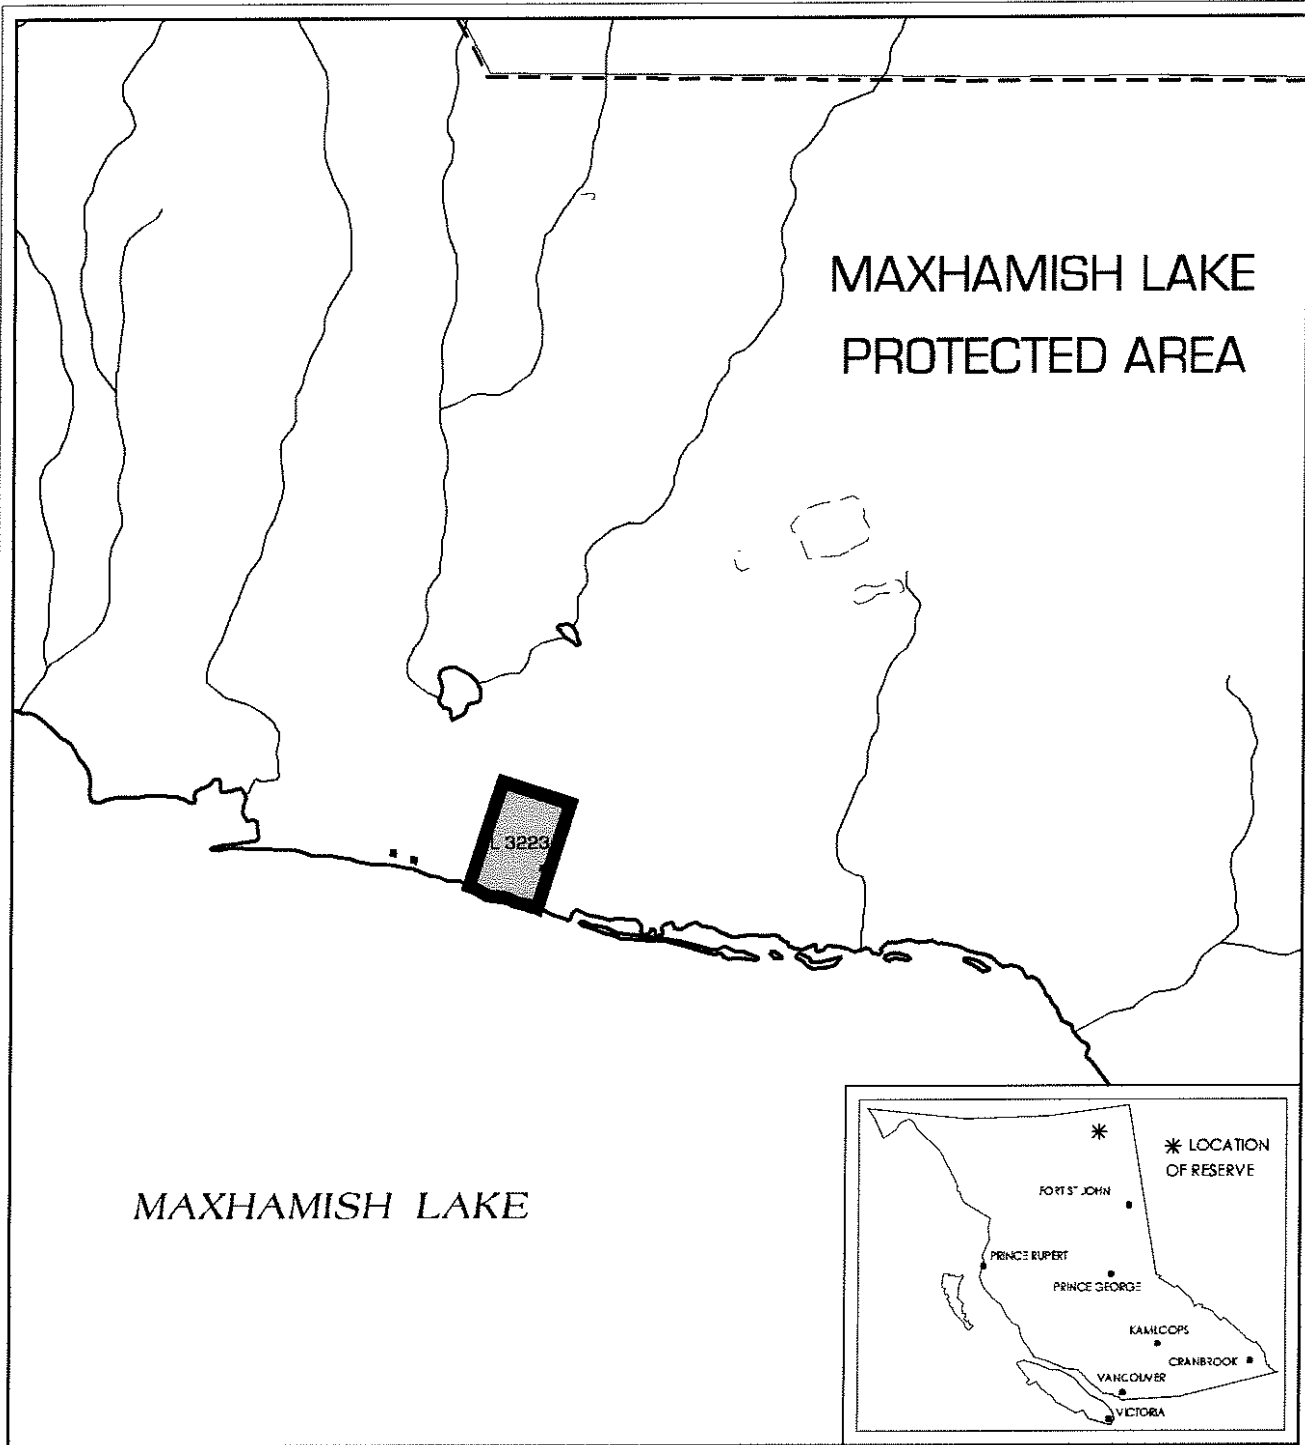 MAXHAMISH LAKE
PROTECTED AREA
L 3223
MAXHAMISH LAKE
✳ LOCATION
OF RESERVE
FORT ST JOHN
PRINCE RUPERT
PRINCE GEORGE
KAMLOOPS
CRANBROOK
VANCOUVER
VICTORIA